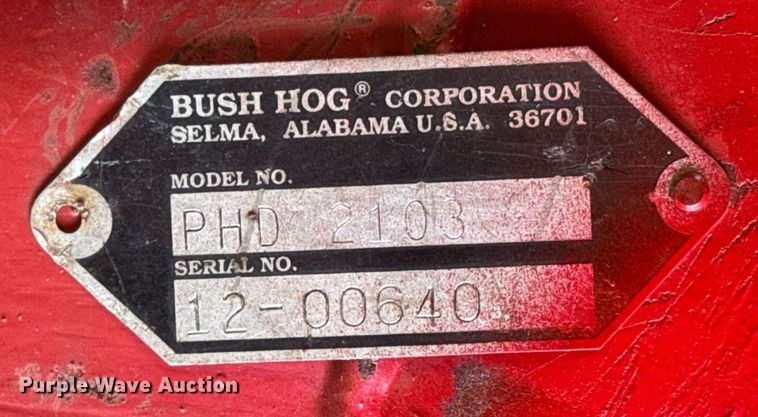 BUSH HOG® CORPORATION
SELMA, ALABAMA U.S.A. 36701
MODEL NO.
PHD 2103
SERIAL NO.
12-00640
Purple Wave Auction